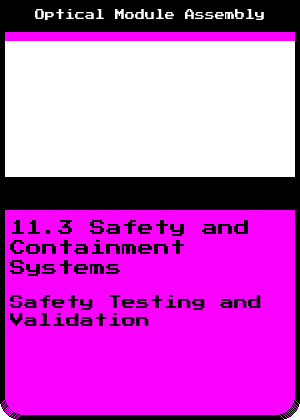 Optical Module Assembly
11.3 Safety and
Containment
Systems
Safety Testing and
Validation